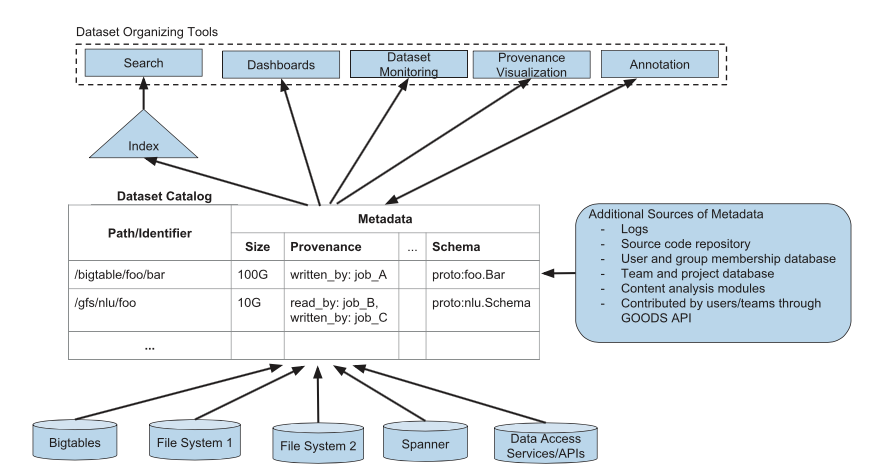 Dataset Organizing Tools
Search
Dashboards
Dataset
Monitoring
Provenance
Visualization
Annotation
Index
Dataset Catalog
Path/Identifier
Metadata
Size
Provenance
...
Schema
/bigtable/foo/bar
100G
written_by: job_A
proto:foo.Bar
/gfs/nlu/foo
10G
read_by: job_B,
written_by: job_C
proto:nlu.Schema
...
Additional Sources of Metadata
- Logs
- Source code repository
- User and group membership database
- Team and project database
- Content analysis modules
- Contributed by users/teams through
GOODS API
Bigtables
File System 1
File System 2
Spanner
Data Access
Services/APIs